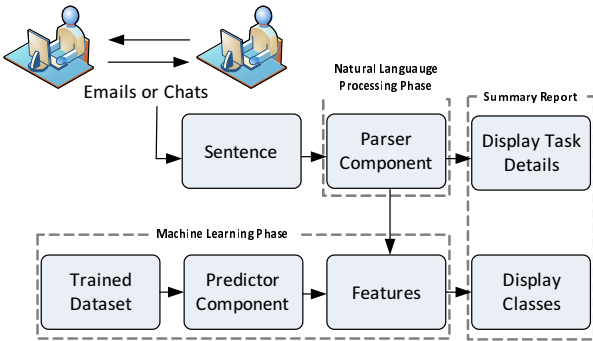 Emails or Chats
Natural Languauge
Processing Phase
Summary Report
Sentence
Parser
Component
Display Task
Details
Machine Learning Phase
Trained
Dataset
Predictor
Component
Features
Display
Classes